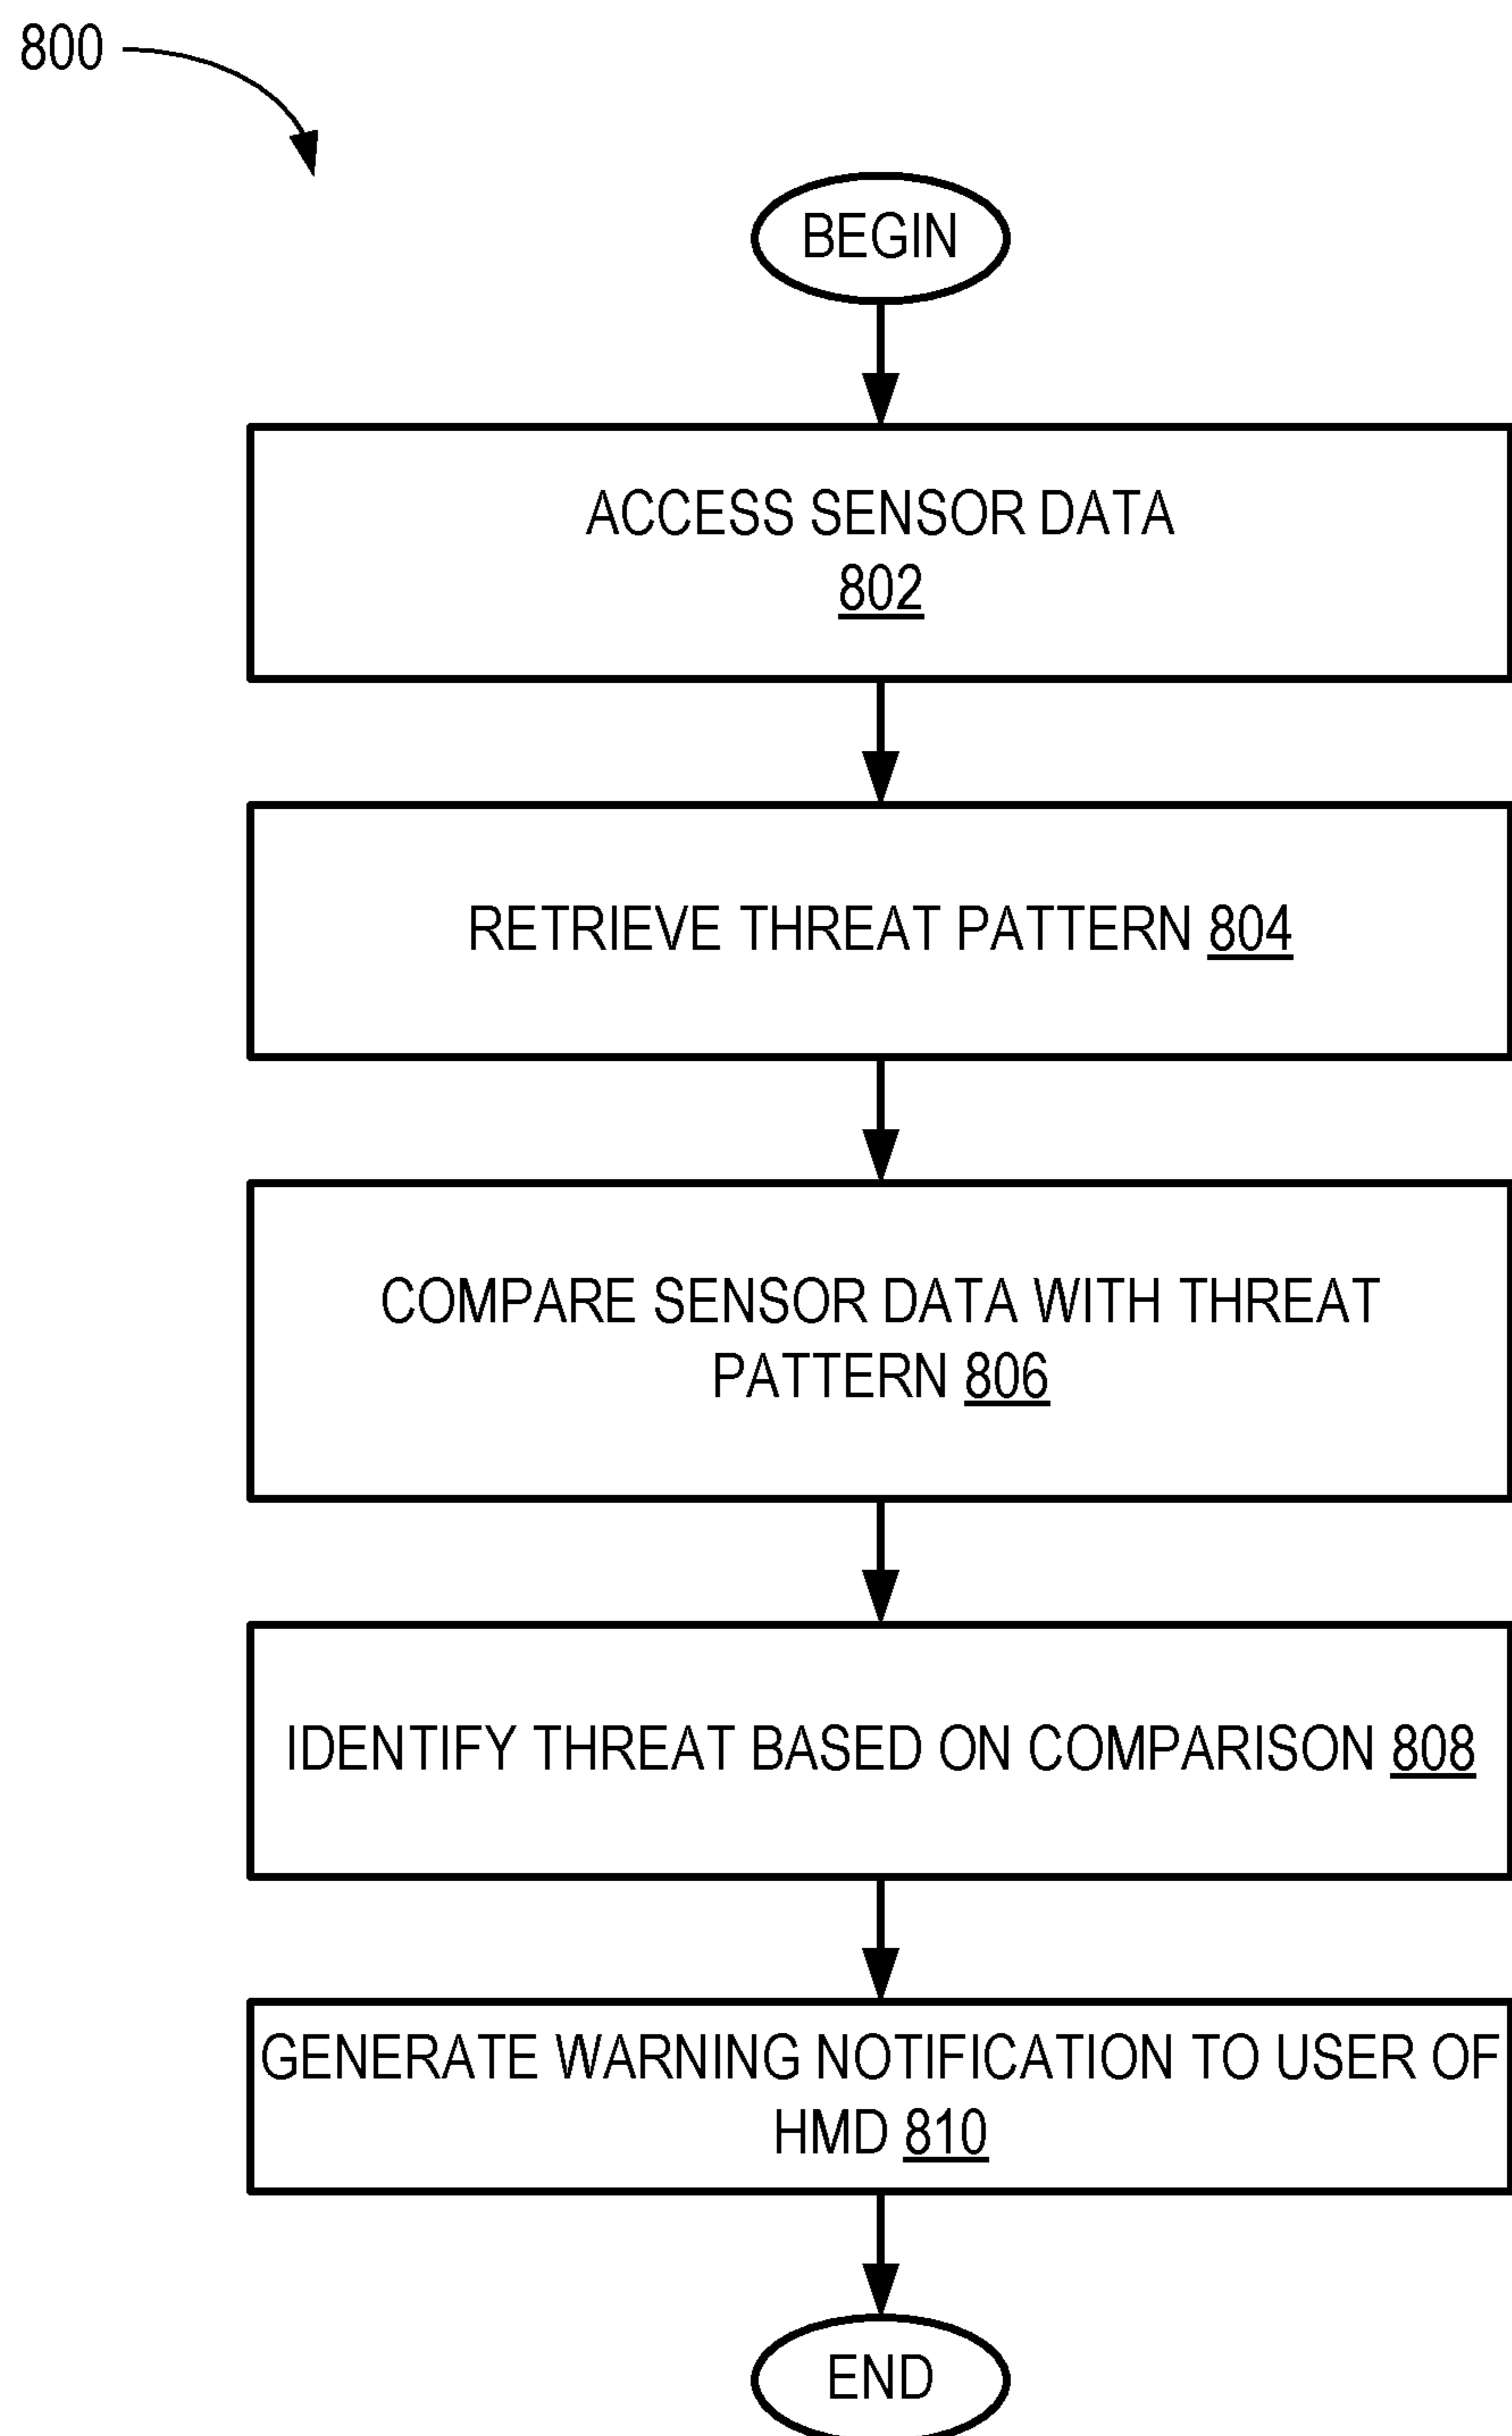 800
BEGIN
ACCESS SENSOR DATA
802
RETRIEVE THREAT PATTERN 804
COMPARE SENSOR DATA WITH THREAT
PATTERN 806
IDENTIFY THREAT BASED ON COMPARISON 808
GENERATE WARNING NOTIFICATION TO USER OF
HMD 810
END